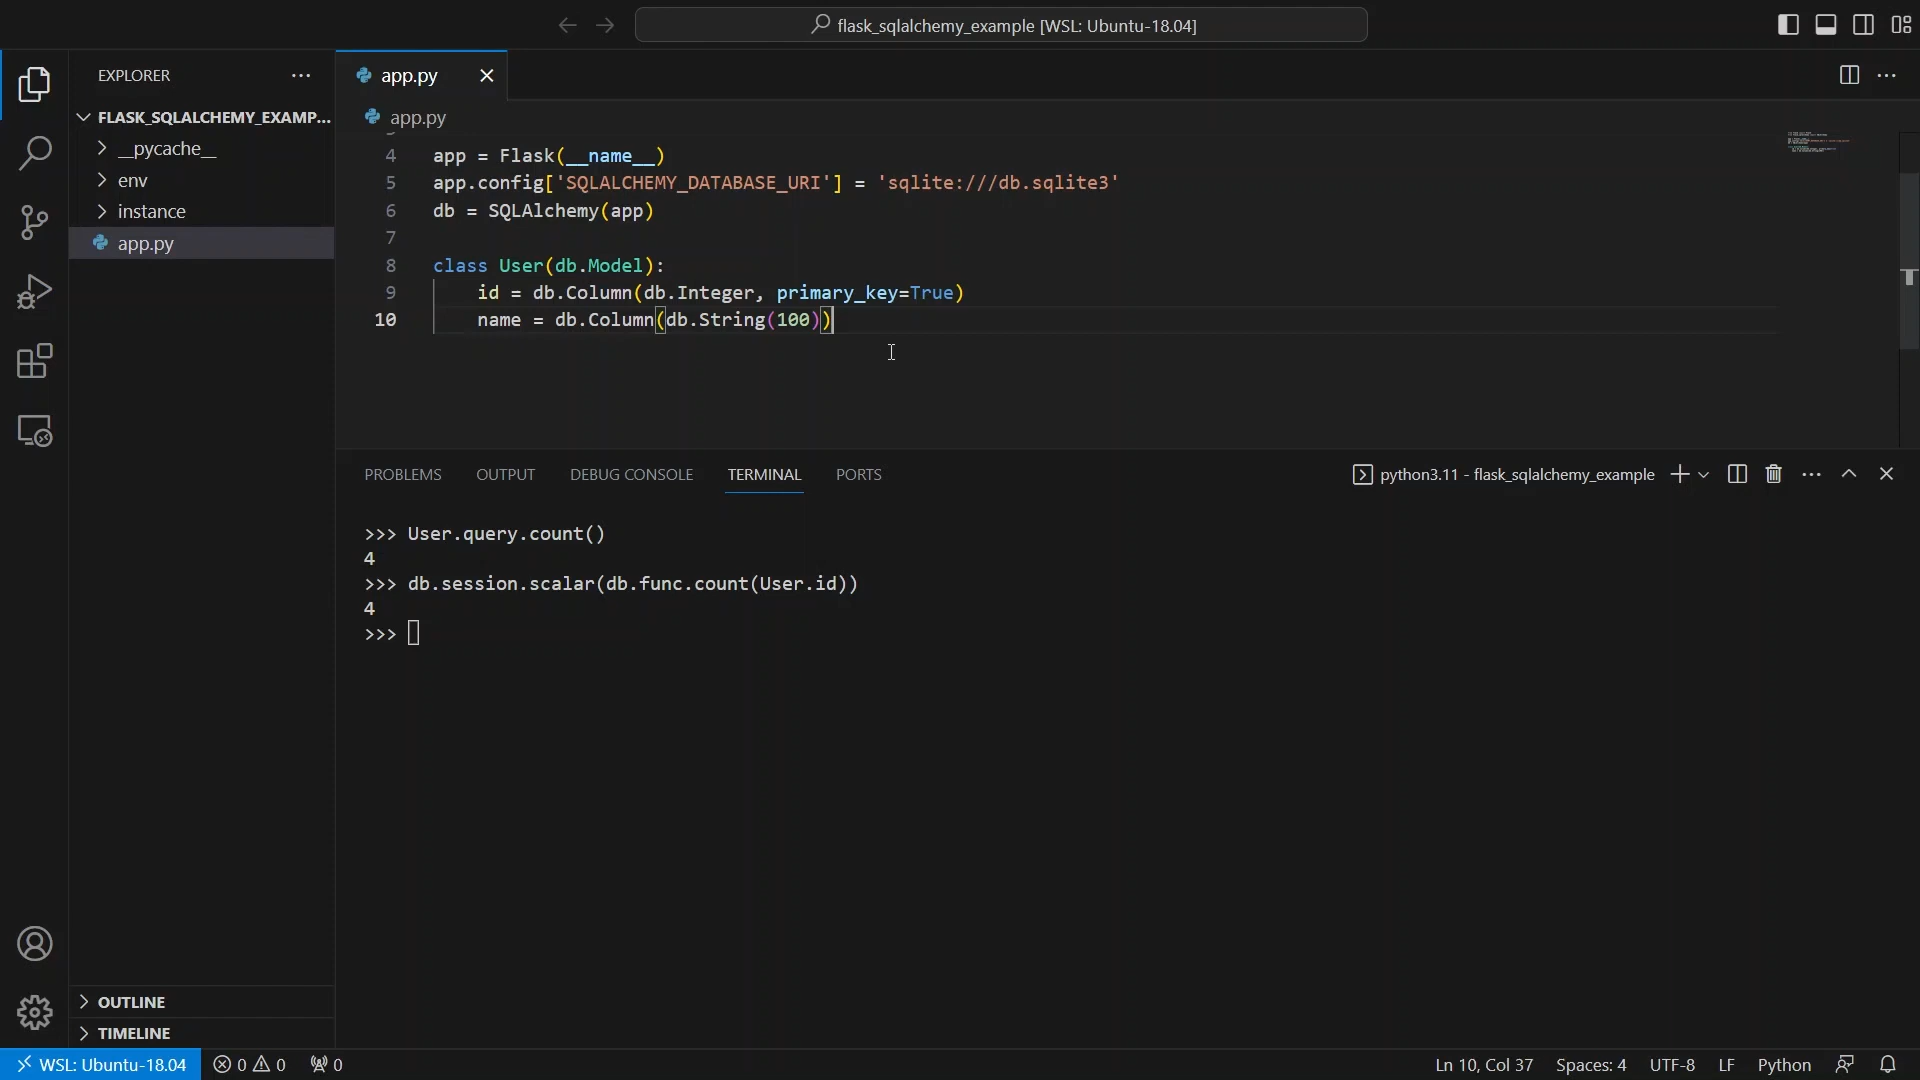 flask_sqlalchemy_example [WSL: Ubuntu-18.04]
EXPLORER
FLASK_SQLALCHEMY_EXAMP...
__pycache__
env
instance
app.py
app.py
app.py
4 app = Flask(__name__)
5 app.config['SQLALCHEMY_DATABASE_URI'] = 'sqlite:///db.sqlite3'
6 db = SQLAlchemy(app)
7
8 class User(db.Model):
9     id = db.Column(db.Integer, primary_key=True)
10     name = db.Column(db.String(100))
PROBLEMS OUTPUT DEBUG CONSOLE TERMINAL PORTS
python3.11 - flask_sqlalchemy_example
>>> User.query.count()
4
>>> db.session.scalar(db.func.count(User.id))
4
>>>
OUTLINE
TIMELINE
WSL: Ubuntu-18.04 0 0 0
Ln 10, Col 37 Spaces: 4 UTF-8 LF Python